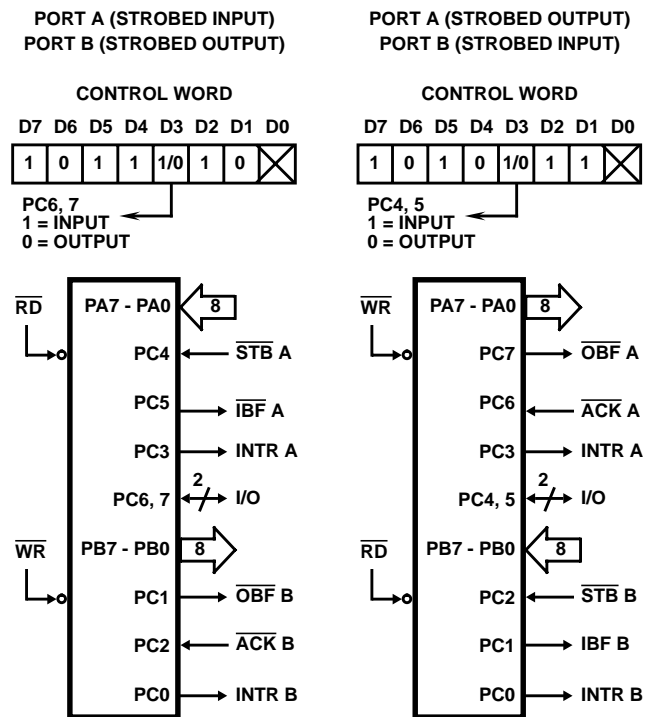 PORT A (STROBED INPUT)
PORT B (STROBED OUTPUT)
CONTROL WORD
D7 D6 D5 D4 D3 D2 D1 D0
1 0 1 1 1/0 1 0
PC6, 7
1 = INPUT
0 = OUTPUT
RD
PA7 - PA0
8
PC4
STB A
PC5
IBF A
PC3
INTR A
2
PC6, 7
I/O
WR
PB7 - PB0
8
PC1
OBF B
PC2
ACK B
PC0
INTR B
PORT A (STROBED OUTPUT)
PORT B (STROBED INPUT)
CONTROL WORD
D7 D6 D5 D4 D3 D2 D1 D0
1 0 1 0 1/0 1 1
PC4, 5
1 = INPUT
0 = OUTPUT
WR
PA7 - PA0
8
PC7
OBF A
PC6
ACK A
PC3
INTR A
2
PC4, 5
I/O
RD
PB7 - PB0
8
PC2
STB B
PC1
IBF B
PC0
INTR B